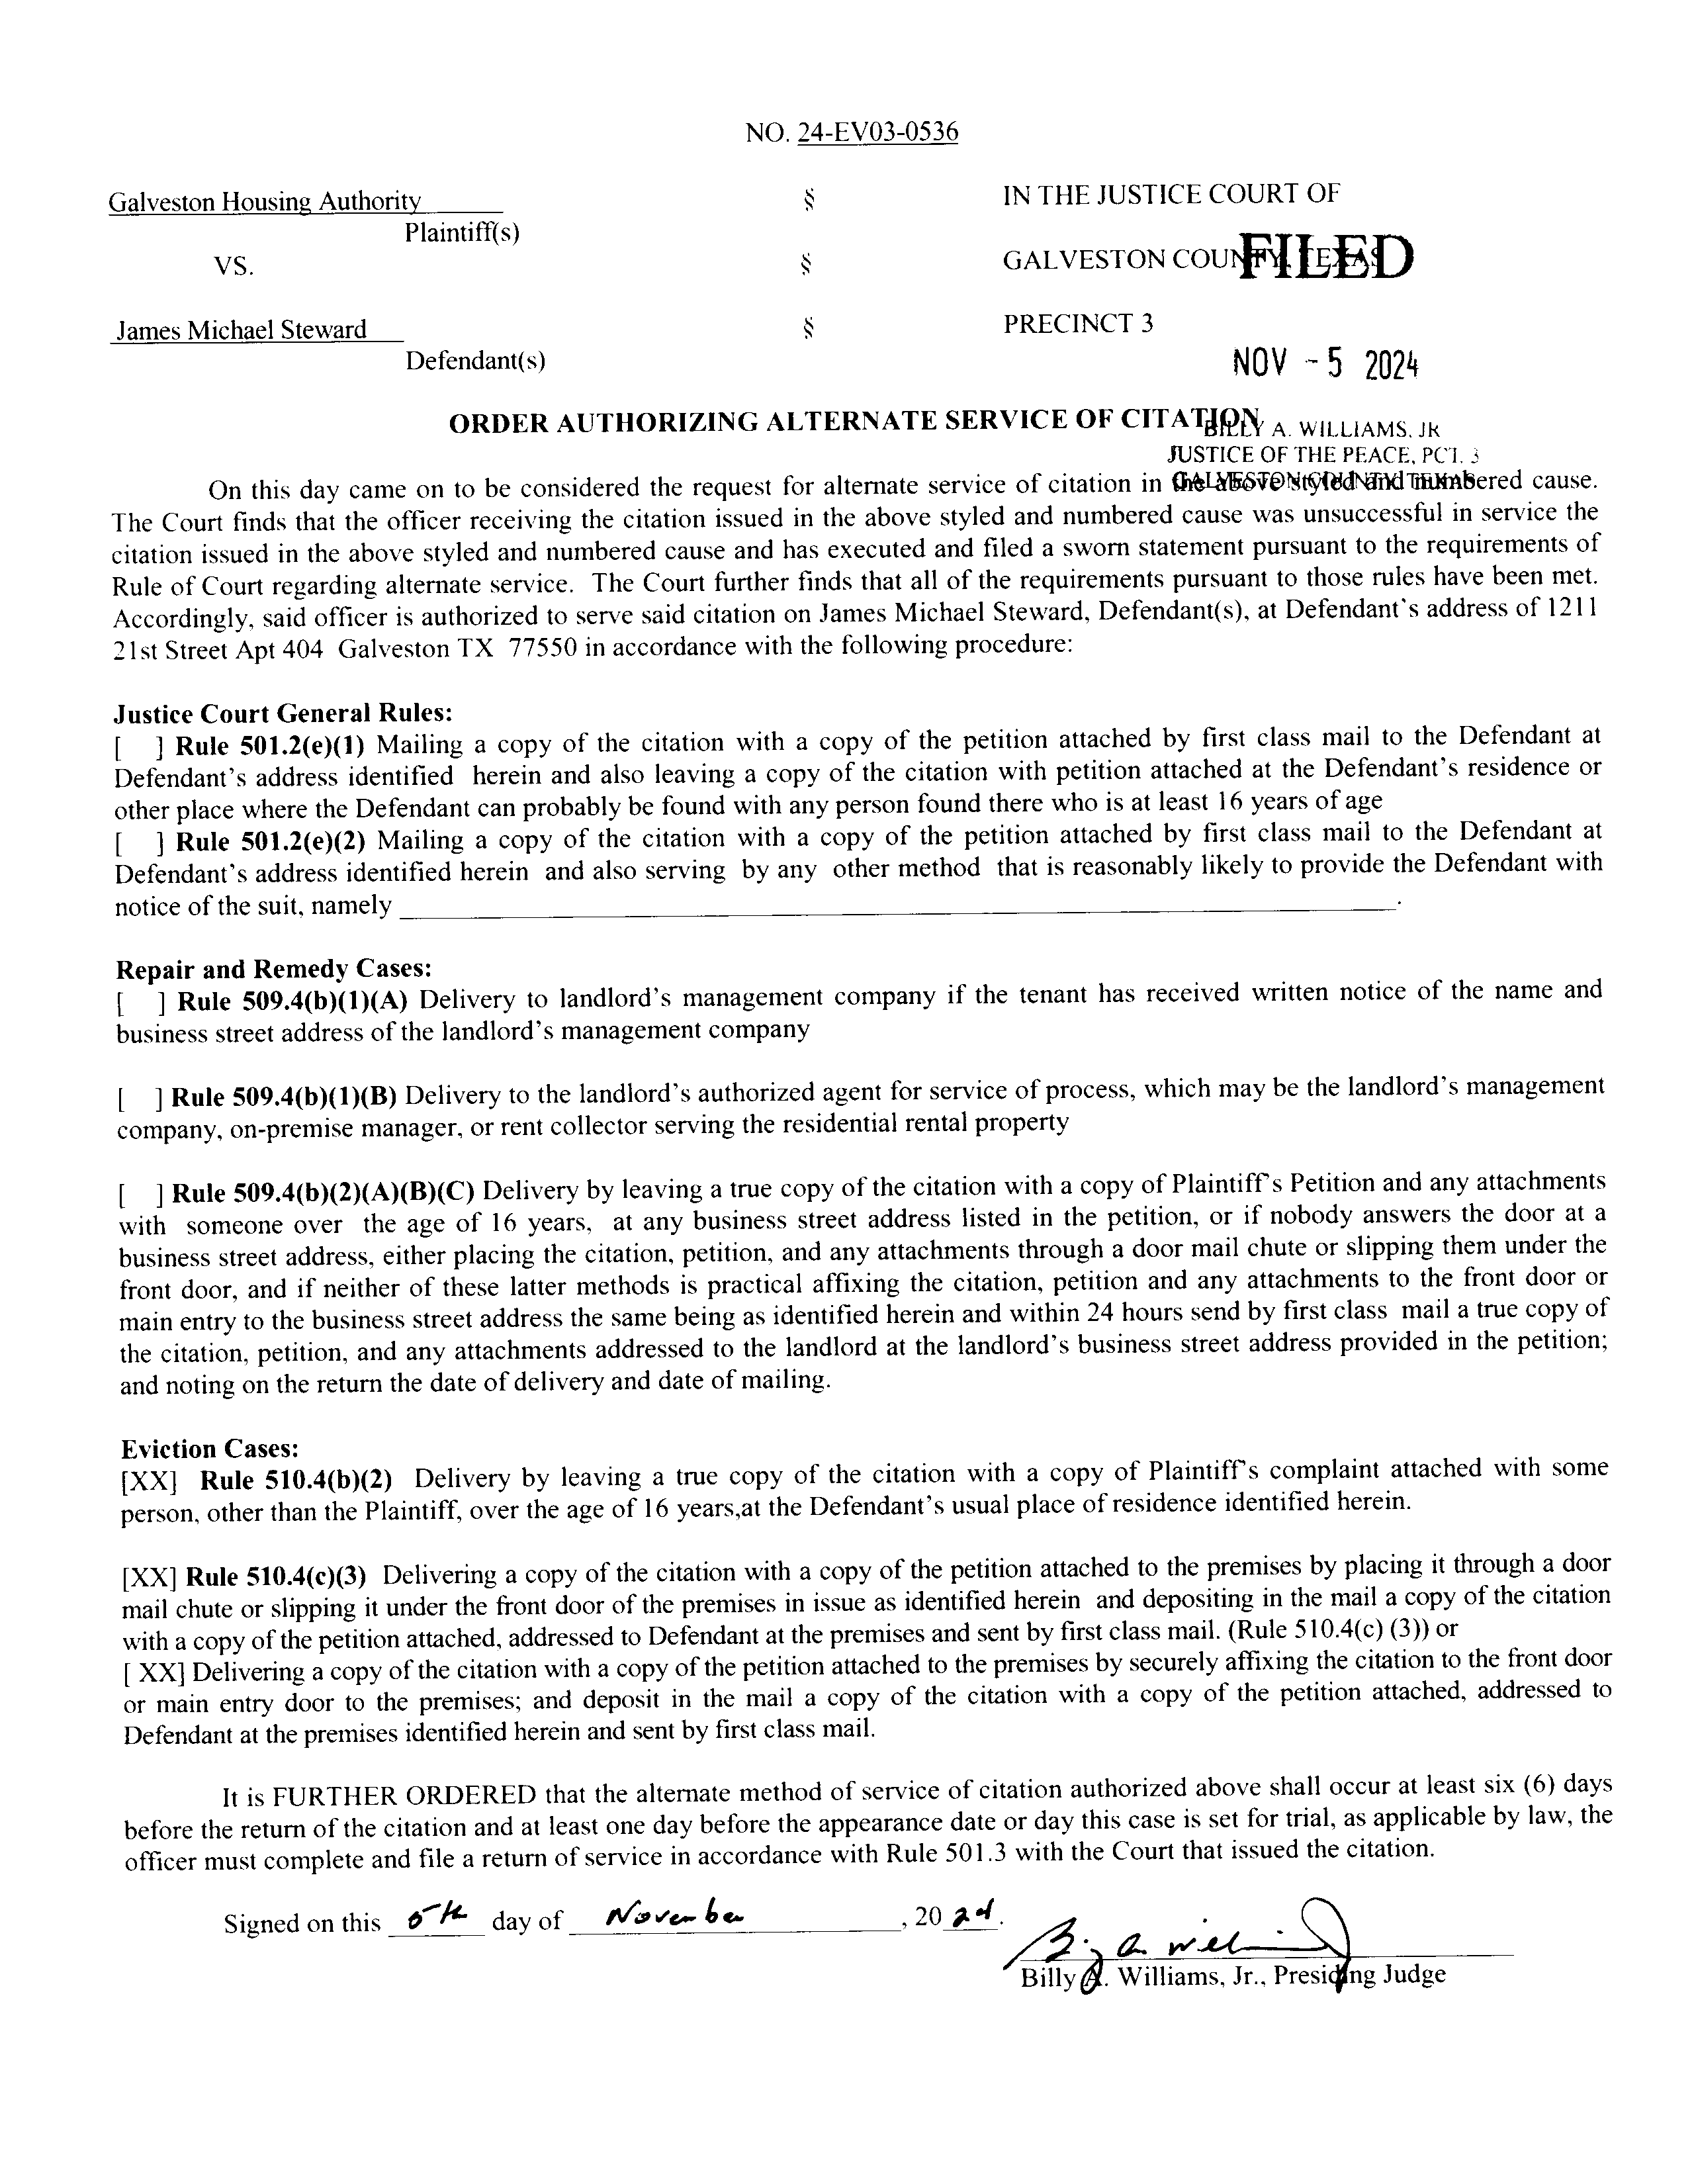 NO. 24-EV03-0536
Galveston Housing Authority § IN THE JUSTICE COURT OF
Plaintiff(s)
VS. § GALVESTON COUNTY, TEXAS
FILED
James Michael Steward § PRECINCT 3
Defendant(s)
NOV - 5 2024
ORDER AUTHORIZING ALTERNATE SERVICE OF CITATION
BILLY A. WILLIAMS, JR
JUSTICE OF THE PEACE, PCT. 3
GALVESTON COUNTY TEXAS
On this day came on to be considered the request for alternate service of citation in the above styled and numbered cause.
The Court finds that the officer receiving the citation issued in the above styled and numbered cause was unsuccessful in service the
citation issued in the above styled and numbered cause and has executed and filed a sworn statement pursuant to the requirements of
Rule of Court regarding alternate service. The Court further finds that all of the requirements pursuant to those rules have been met.
Accordingly, said officer is authorized to serve said citation on James Michael Steward, Defendant(s), at Defendant's address of 1211
21st Street Apt 404 Galveston TX 77550 in accordance with the following procedure:
Justice Court General Rules:
[ ] Rule 501.2(e)(1) Mailing a copy of the citation with a copy of the petition attached by first class mail to the Defendant at
Defendant's address identified herein and also leaving a copy of the citation with petition attached at the Defendant's residence or
other place where the Defendant can probably be found with any person found there who is at least 16 years of age
[ ] Rule 501.2(e)(2) Mailing a copy of the citation with a copy of the petition attached by first class mail to the Defendant at
Defendant's address identified herein and also serving by any other method that is reasonably likely to provide the Defendant with
notice of the suit, namely ____.
Repair and Remedy Cases:
[ ] Rule 509.4(b)(1)(A) Delivery to landlord's management company if the tenant has received written notice of the name and
business street address of the landlord's management company
[ ] Rule 509.4(b)(1)(B) Delivery to the landlord's authorized agent for service of process, which may be the landlord's management
company, on-premise manager, or rent collector serving the residential rental property
[ ] Rule 509.4(b)(2)(A)(B)(C) Delivery by leaving a true copy of the citation with a copy of Plaintiff's Petition and any attachments
with someone over the age of 16 years, at any business street address listed in the petition, or if nobody answers the door at a
business street address, either placing the citation, petition, and any attachments through a door mail chute or slipping them under the
front door, and if neither of these latter methods is practical affixing the citation, petition and any attachments to the front door or
main entry to the business street address the same being as identified herein and within 24 hours send by first class mail a true copy of
the citation, petition, and any attachments addressed to the landlord at the landlord's business street address provided in the petition;
and noting on the return the date of delivery and date of mailing.
Eviction Cases:
[XX] Rule 510.4(b)(2) Delivery by leaving a true copy of the citation with a copy of Plaintiff's complaint attached with some
person, other than the Plaintiff, over the age of 16 years,at the Defendant's usual place of residence identified herein.
[XX] Rule 510.4(c)(3) Delivering a copy of the citation with a copy of the petition attached to the premises by placing it through a door
mail chute or slipping it under the front door of the premises in issue as identified herein and depositing in the mail a copy of the citation
with a copy of the petition attached, addressed to Defendant at the premises and sent by first class mail. (Rule 510.4(c) (3)) or
[ XX] Delivering a copy of the citation with a copy of the petition attached to the premises by securely affixing the citation to the front door
or main entry door to the premises; and deposit in the mail a copy of the citation with a copy of the petition attached, addressed to
Defendant at the premises identified herein and sent by first class mail.
It is FURTHER ORDERED that the alternate method of service of citation authorized above shall occur at least six (6) days
before the return of the citation and at least one day before the appearance date or day this case is set for trial, as applicable by law, the
officer must complete and file a return of service in accordance with Rule 501.3 with the Court that issued the citation.
Signed on this 5th day of November, 2024.
Billy A. Williams, Jr., Presiding Judge